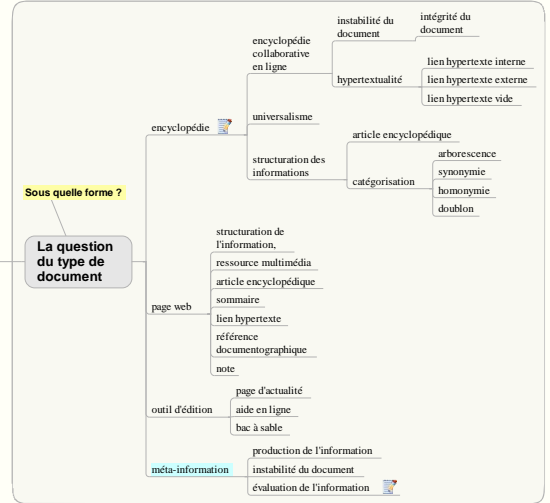 Sous quelle forme ?
La question
du type de
document
encyclopédie
encyclopédie
collaborative
en ligne
instabilité du
document
intégrité du
document
hypertextualité
lien hypertexte interne
lien hypertexte externe
lien hypertexte vide
universalisme
structuration des
informations
article encyclopédique
catégorisation
arborescence
synonymie
homonymie
doublon
page web
structuration de
l'information,
ressource multimédia
article encyclopédique
sommaire
lien hypertexte
référence
documentographique
note
outil d'édition
page d'actualité
aide en ligne
bac à sable
méta-information
production de l'information
instabilité du document
évaluation de l'information